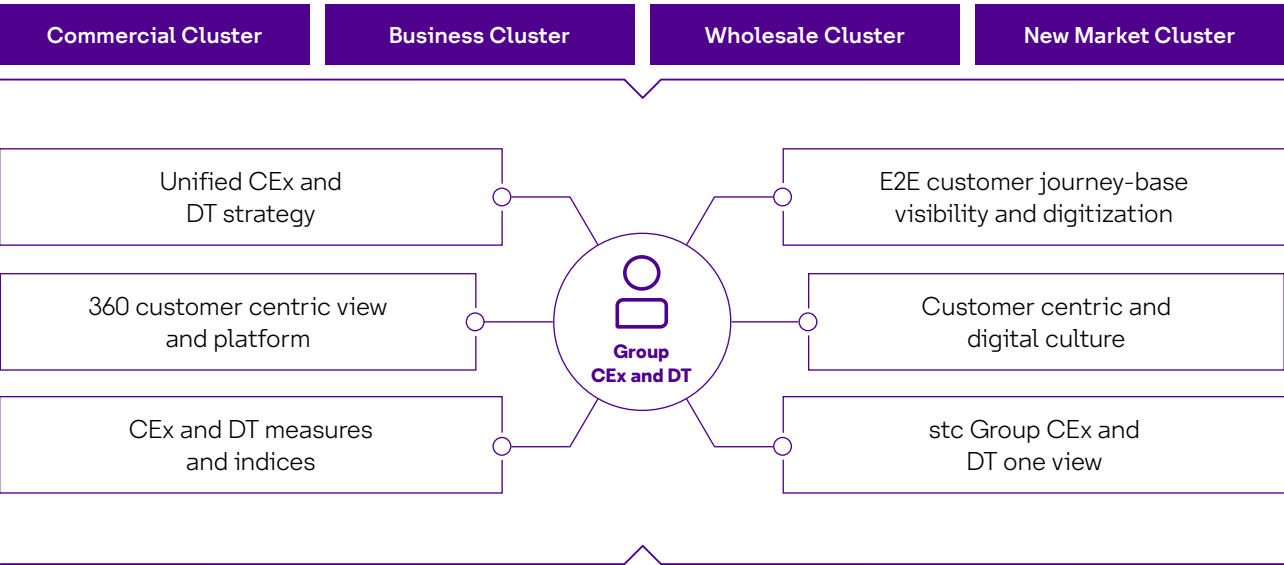 Commercial Cluster
Business Cluster
Wholesale Cluster
New Market Cluster
Unified CEx and
DT strategy
360 customer centric view
and platform
CEx and DT measures
and indices
Group
CEx and DT
E2E customer journey-base
visibility and digitization
Customer centric and
digital culture
stc Group CEx and
DT one view